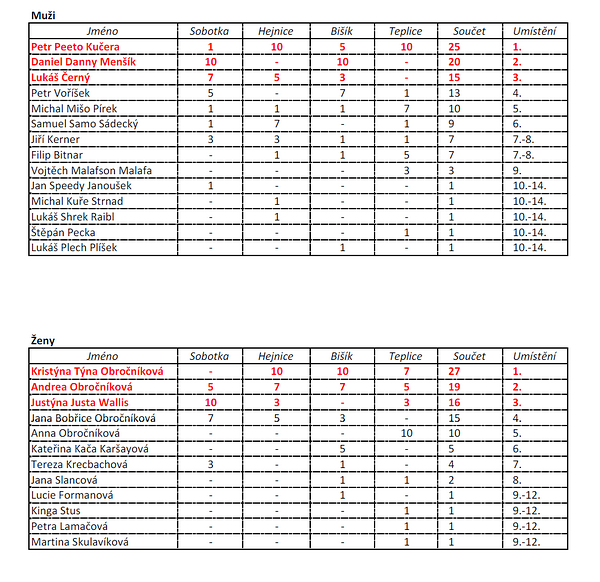 Muži
Jméno Sobotka Hejnice Bišík Teplice Součet Umístění
Petr Peeto Kučera 1 10 5 10 25 1.
Daniel Danny Menšík 10 - 10 - 20 2.
Lukáš Černý 7 5 3 - 15 3.
Petr Voříšek 5 - 7 1 13 4.
Michal Mišo Pírek 1 1 1 7 10 5.
Samuel Samo Sádecký 1 7 - 1 9 6.
Jiří Kerner 3 3 1 1 7 7.-8.
Filip Bitnar - 1 1 5 7 7.-8.
Vojtěch Malafson Malafa - - - 3 3 9.
Jan Speedy Janoušek 1 - - - 1 10.-14.
Michal Kuře Strnad - 1 - - 1 10.-14.
Lukáš Shrek Raibl - 1 - - 1 10.-14.
Štěpán Pecka - - - 1 1 10.-14.
Lukáš Plech Plíšek - - 1 - 1 10.-14.
Ženy
Jméno Sobotka Hejnice Bišík Teplice Součet Umístění
Kristýna Týna Obročníková - 10 10 7 27 1.
Andrea Obročníková 5 7 7 5 19 2.
Justýna Justa Wallis 10 3 - 3 16 3.
Jana Bobřice Obročníková 7 5 3 - 15 4.
Anna Obročníková - - - 10 10 5.
Kateřina Kača Karšayová - - 5 - 5 6.
Tereza Krecbachová 3 - 1 - 4 7.
Jana Slancová - - 1 1 2 8.
Lucie Formanová - - 1 - 1 9.-12.
Kinga Stus - - - 1 1 9.-12.
Petra Lamačová - - - 1 1 9.-12.
Martina Skulavíková - - - 1 1 9.-12.